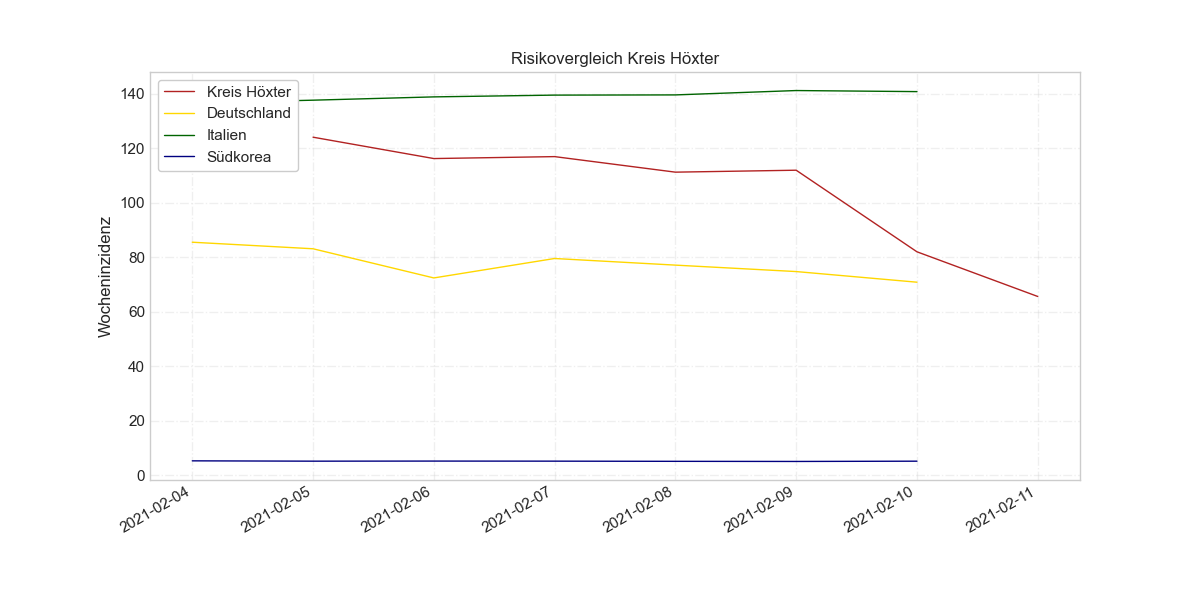 Risikovergleich Kreis Höxter
Kreis Höxter
Deutschland
Italien
Südkorea
Wocheninzidenz
140
120
100
80
60
40
20
0
2021-02-04
2021-02-05
2021-02-06
2021-02-07
2021-02-08
2021-02-09
2021-02-10
2021-02-11